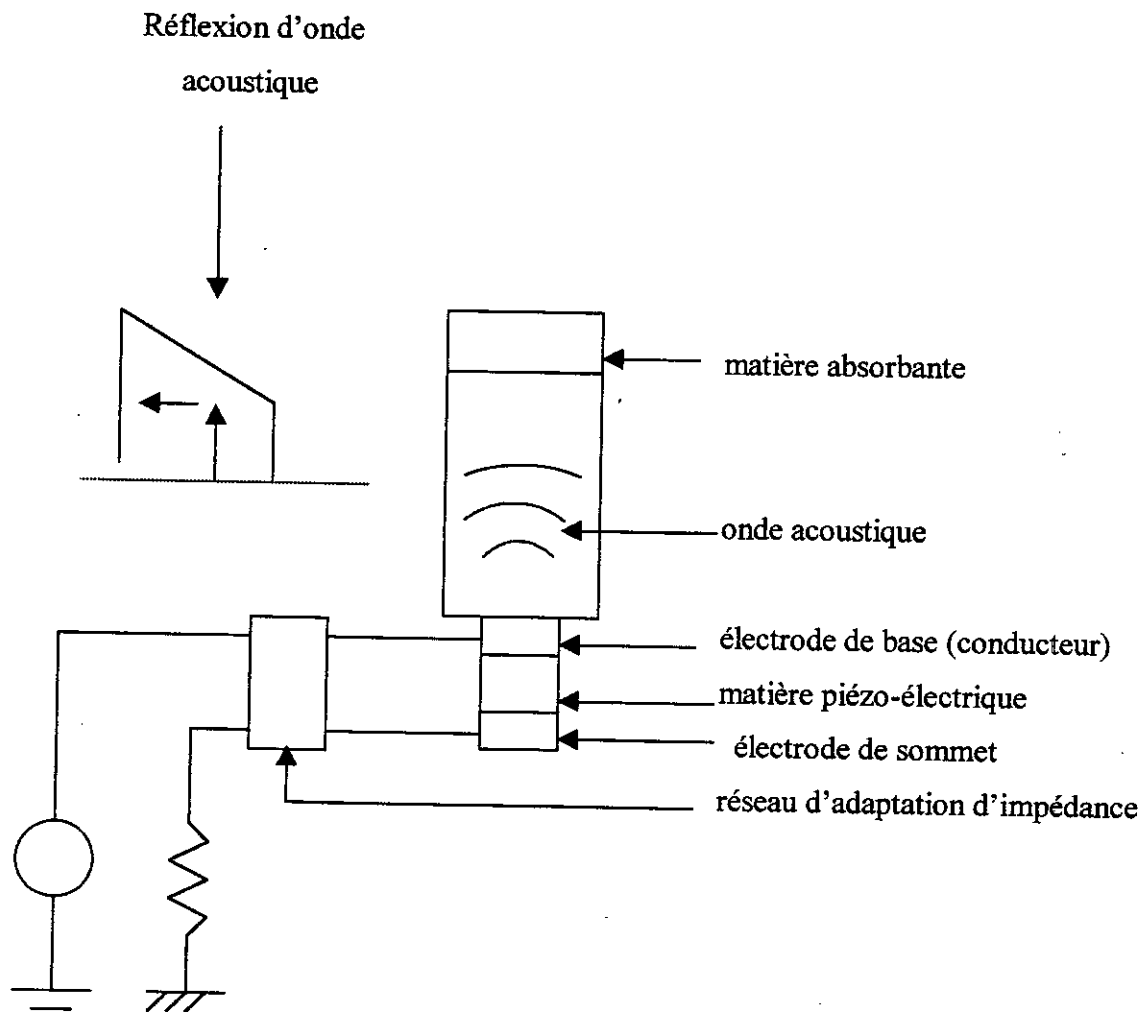 Réflexion d'onde
acoustique
matière absorbante
onde acoustique
électrode de base (conducteur)
matière piézo-électrique
électrode de sommet
réseau d'adaptation d'impédance